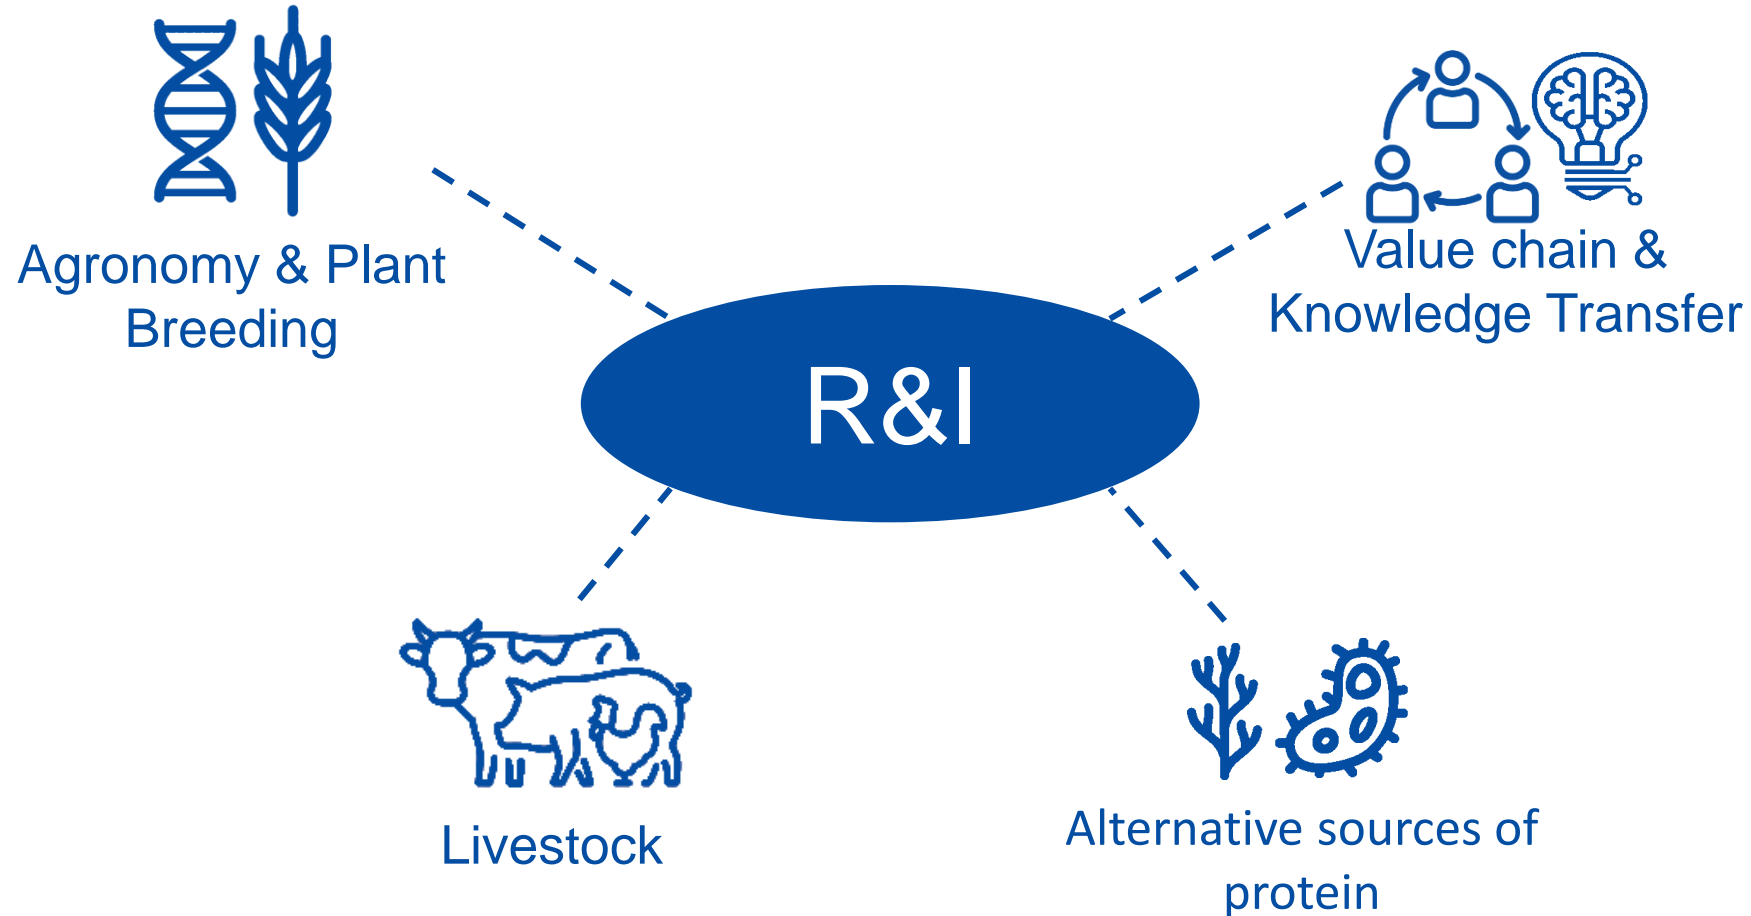 Agronomy & Plant
Breeding
Value chain &
Knowledge Transfer
R&I
Livestock
Alternative sources of
protein